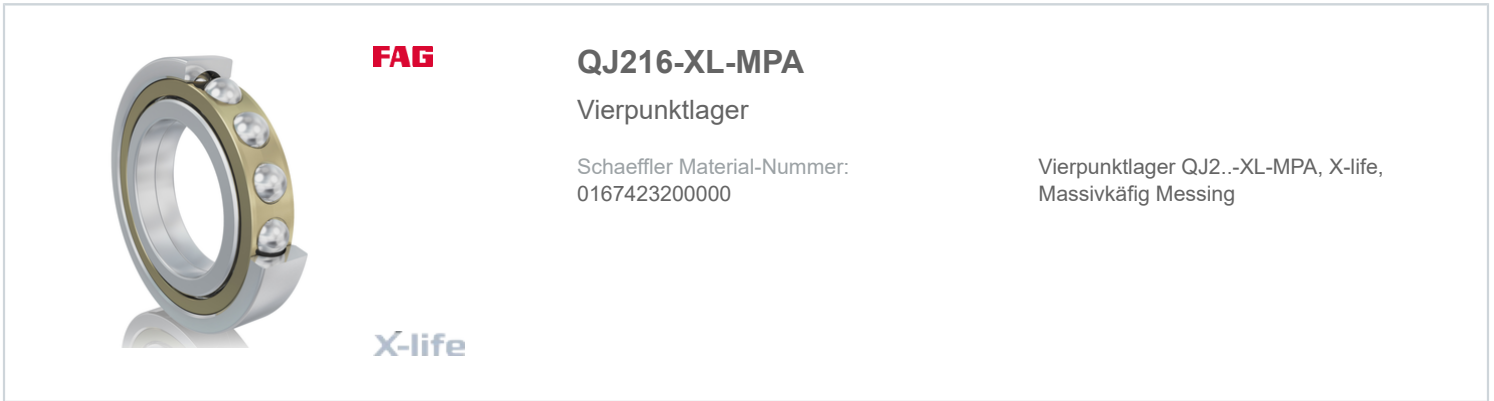 FAG
QJ216-XL-MPA
Vierpunktlager
Schaeffler Material-Nummer:
0167423200000
Vierpunktlager QJ2..-XL-MPA, X-life,
Massivkäfig Messing
X-life